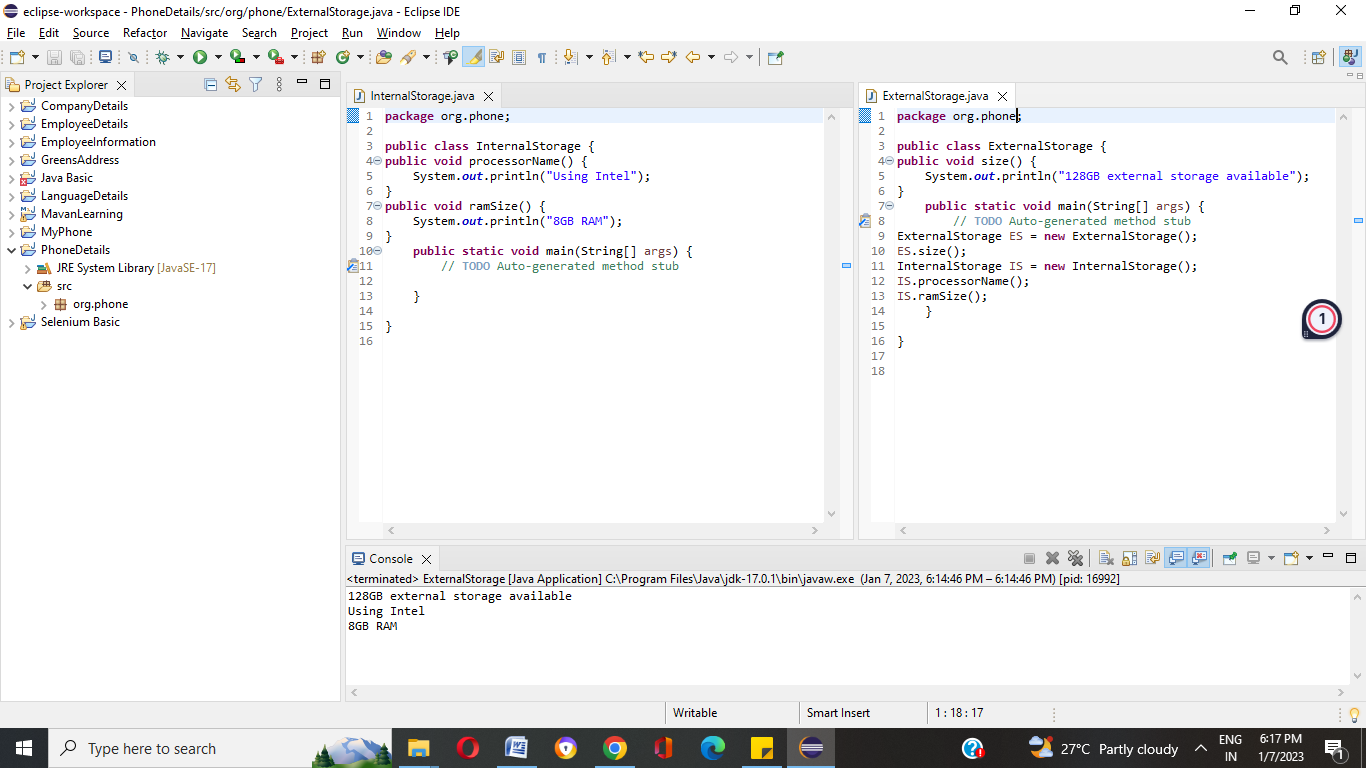 eclipse-workspace - PhoneDetails/src/org/phone/ExternalStorage.java - Eclipse IDE
File Edit Source Refactor Navigate Search Project Run Window Help
Project Explorer
CompanyDetails
EmployeeDetails
EmployeeInformation
GreensAddress
Java Basic
LanguageDetails
MavanLearning
MyPhone
PhoneDetails
JRE System Library [JavaSE-17]
src
org.phone
Selenium Basic
InternalStorage.java
1 package org.phone;
2
3 public class InternalStorage {
4 public void processorName() {
5 System.out.println("Using Intel");
6 }
7 public void ramSize() {
8 System.out.println("8GB RAM");
9 }
10 public static void main(String[] args) {
11 // TODO Auto-generated method stub
12
13 }
14
15 }
16
ExternalStorage.java
1 package org.phone;
2
3 public class ExternalStorage {
4 public void size() {
5 System.out.println("128GB external storage available");
6 }
7 public static void main(String[] args) {
8 // TODO Auto-generated method stub
9 ExternalStorage ES = new ExternalStorage();
10 ES.size();
11 InternalStorage IS = new InternalStorage();
12 IS.processorName();
13 IS.ramSize();
14 }
15
16 }
17
18
1
Console
<terminated> ExternalStorage [Java Application] C:\Program Files\Java\jdk-17.0.1\bin\javaw.exe (Jan 7, 2023, 6:14:46 PM – 6:14:46 PM) [pid: 16992]
128GB external storage available
Using Intel
8GB RAM
Writable Smart Insert 1 : 18 : 17
Type here to search
27°C Partly cloudy
ENG
IN
6:17 PM
1/7/2023
1